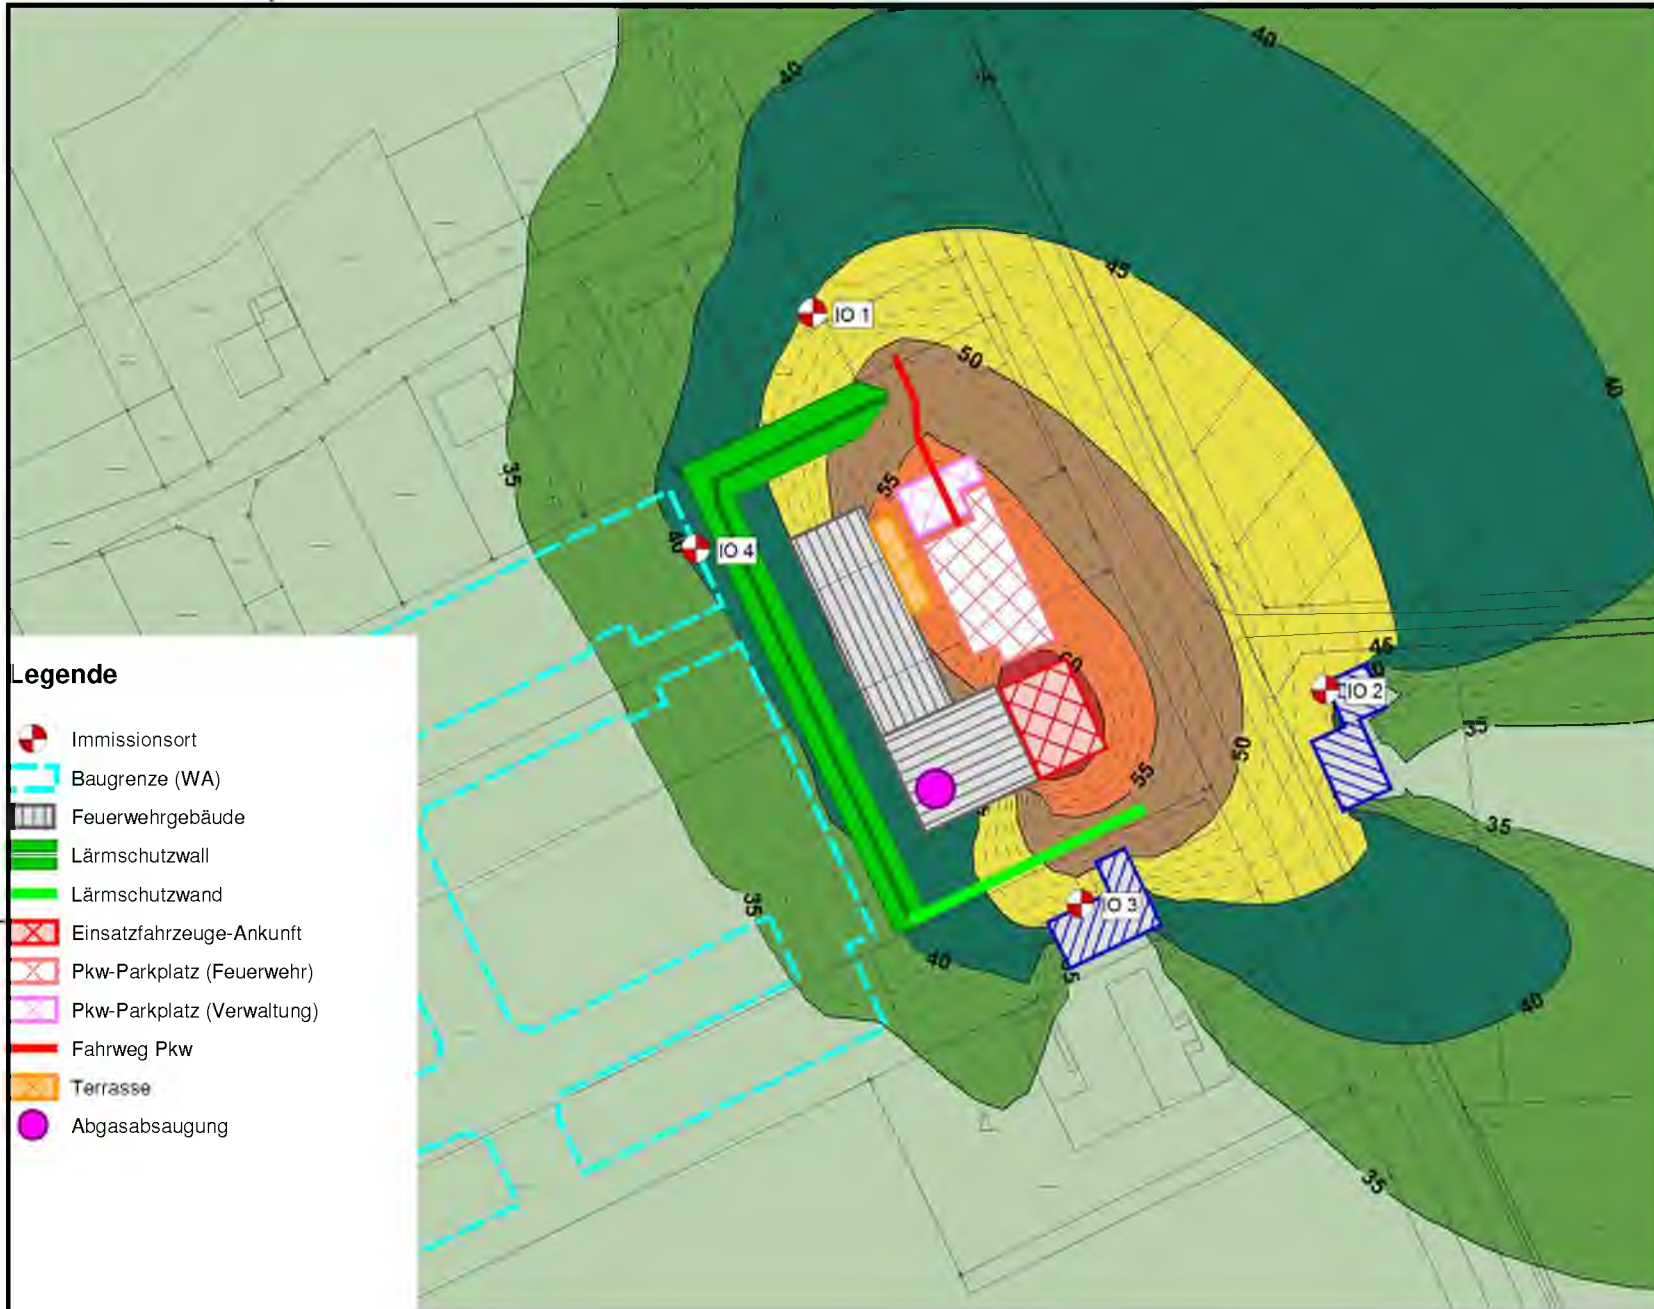 40
40
45
IO 1
50
40
35
55
40
IO 4
60
45
IO 2
35
50
55
35
35
IO 3
40
35
40
35
Legende
Immissionsort
Baugrenze (WA)
Feuerwehrgebäude
Lärmschutzwall
Lärmschutzwand
Einsatzfahrzeuge-Ankunft
Pkw-Parkplatz (Feuerwehr)
Pkw-Parkplatz (Verwaltung)
Fahrweg Pkw
Terrasse
Abgasabsaugung